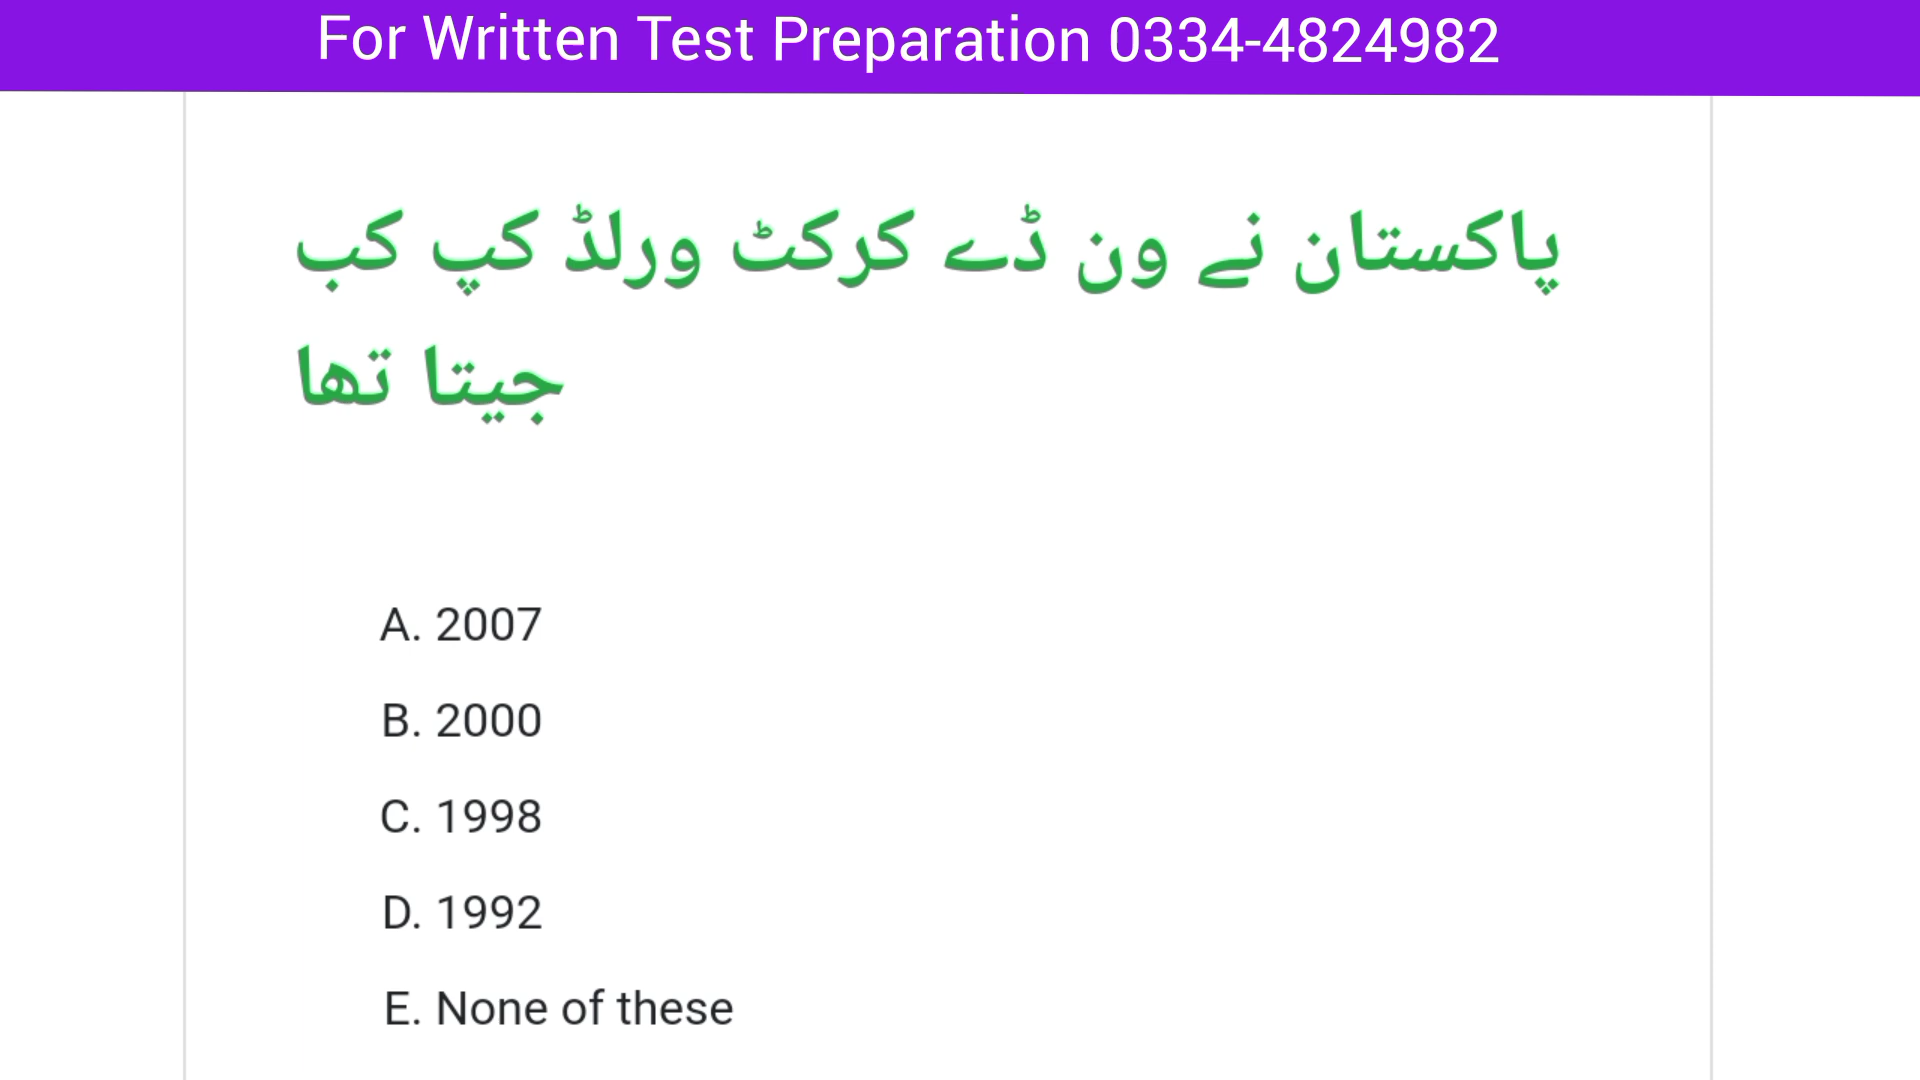 For Written Test Preparation 0334-4824982
پاکستان نے ون ڈے کرکٹ ورلڈ کپ کب
جیتا تھا
A. 2007
B. 2000
C. 1998
D. 1992
E. None of these